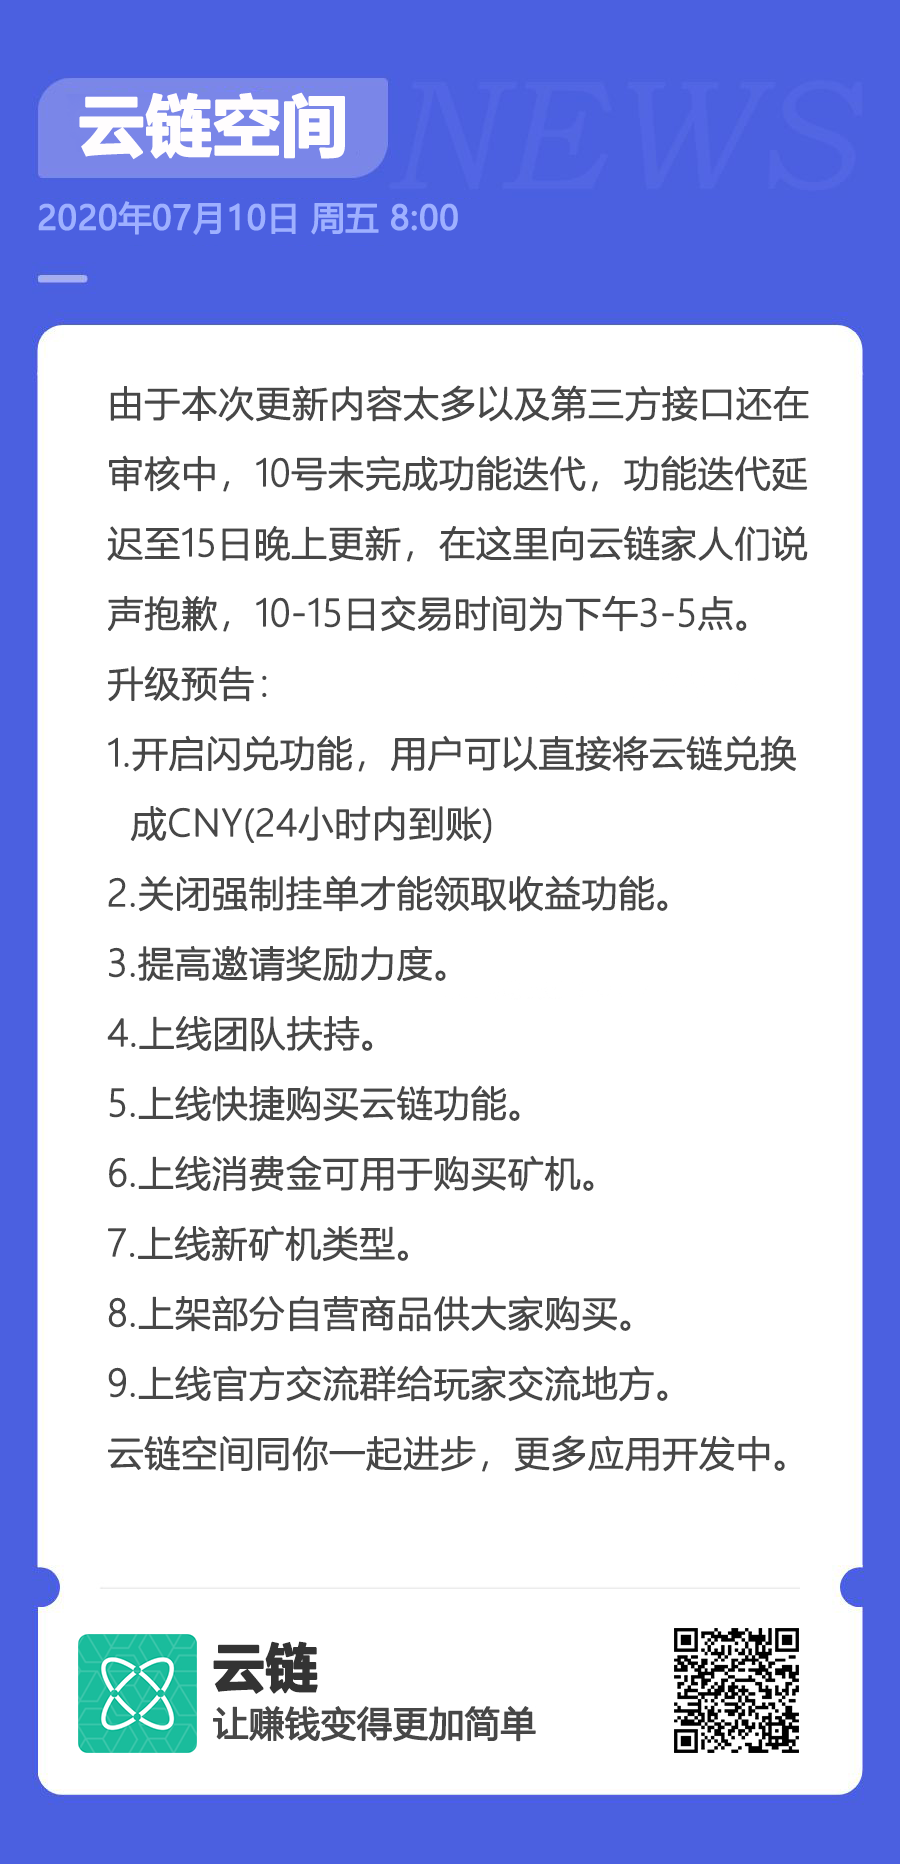 云链空间
NEWS
2020年07月10日 周五 8:00
由于本次更新内容太多以及第三方接口还在
审核中，10号未完成功能迭代，功能迭代延
迟至15日晚上更新，在这里向云链家人们说
声抱歉，10-15日交易时间为下午3-5点。
升级预告：
1.开启闪兑功能，用户可以直接将云链兑换
成CNY(24小时内到账)
2.关闭强制挂单才能领取收益功能。
3.提高邀请奖励力度。
4.上线团队扶持。
5.上线快捷购买云链功能。
6.上线消费金可用于购买矿机。
7.上线新矿机类型。
8.上架部分自营商品供大家购买。
9.上线官方交流群给玩家交流地方。
云链空间同你一起进步，更多应用开发中。
云链
让赚钱变得更加简单